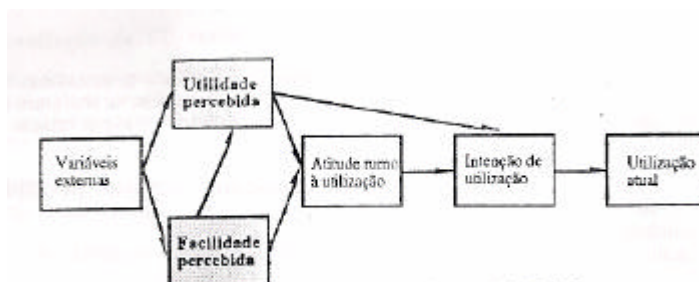 Utilidade
percebida
Variáveis
externas
Atitude rumo
à utilização
Intenção de
utilização
Utilização
atual
Facilidade
percebida